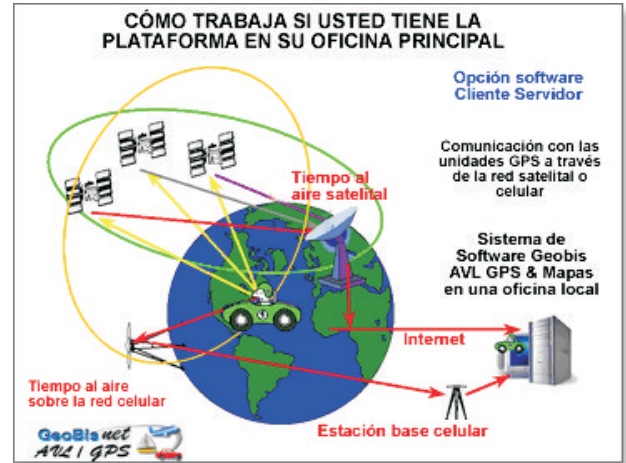 CÓMO TRABAJA SI USTED TIENE LA
PLATAFORMA EN SU OFICINA PRINCIPAL
Opción software
Cliente Servidor
Comunicación con las
unidades GPS a través
de la red satelital o
celular
Tiempo al
aire satelital
Sistema de
Software Geobis
AVL GPS & Mapas
en una oficina local
Internet
Tiempo al aire
sobre la red celular
Estación base celular
GeoBis net
AVL / GPS